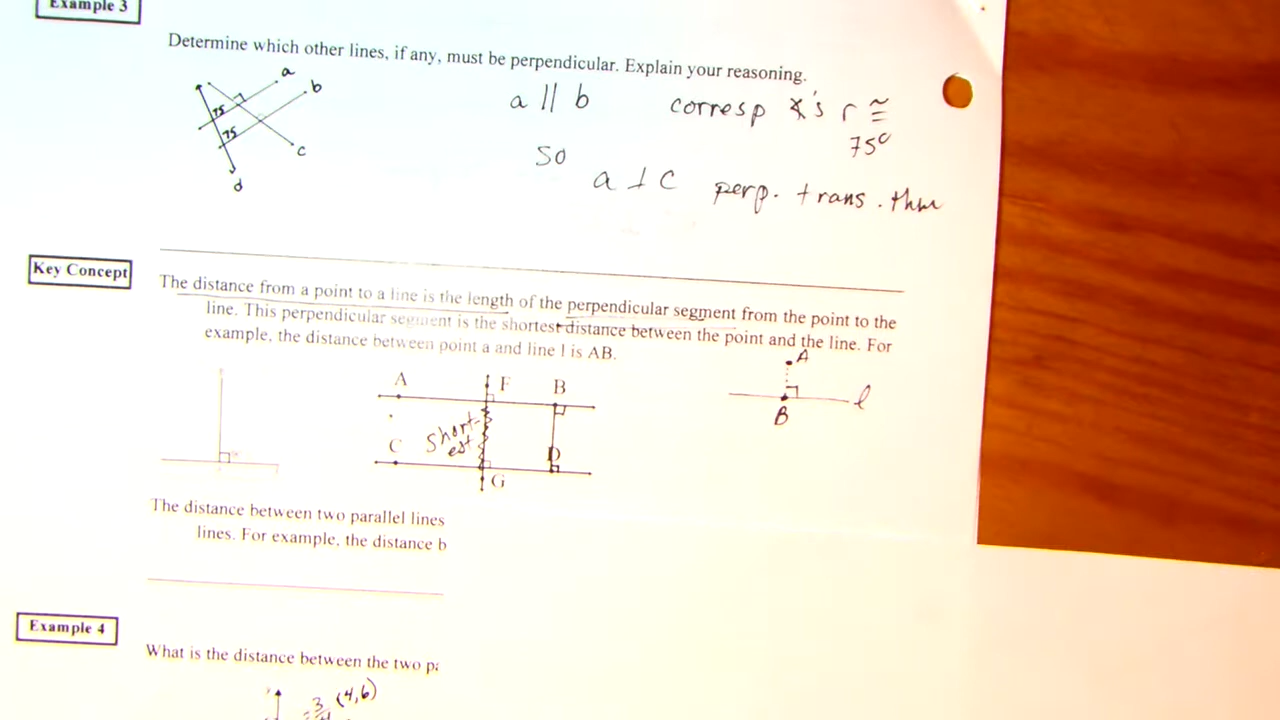 Example 3
Determine which other lines, if any, must be perpendicular. Explain your reasoning.
a
b
c
d
75
75
a || b corresp ∡'s r ≅
75°
so
a ⊥ c perp. trans. thm
Key Concept
The distance from a point to a line is the length of the perpendicular segment from the point to the
line. This perpendicular segment is the shortest distance between the point and the line. For
example, the distance between point a and line l is AB.
A
B
l
A F B
Short-
est
C D
G
The distance between two parallel lines
lines. For example, the distance b
Example 4
What is the distance between the two p
(4,6)